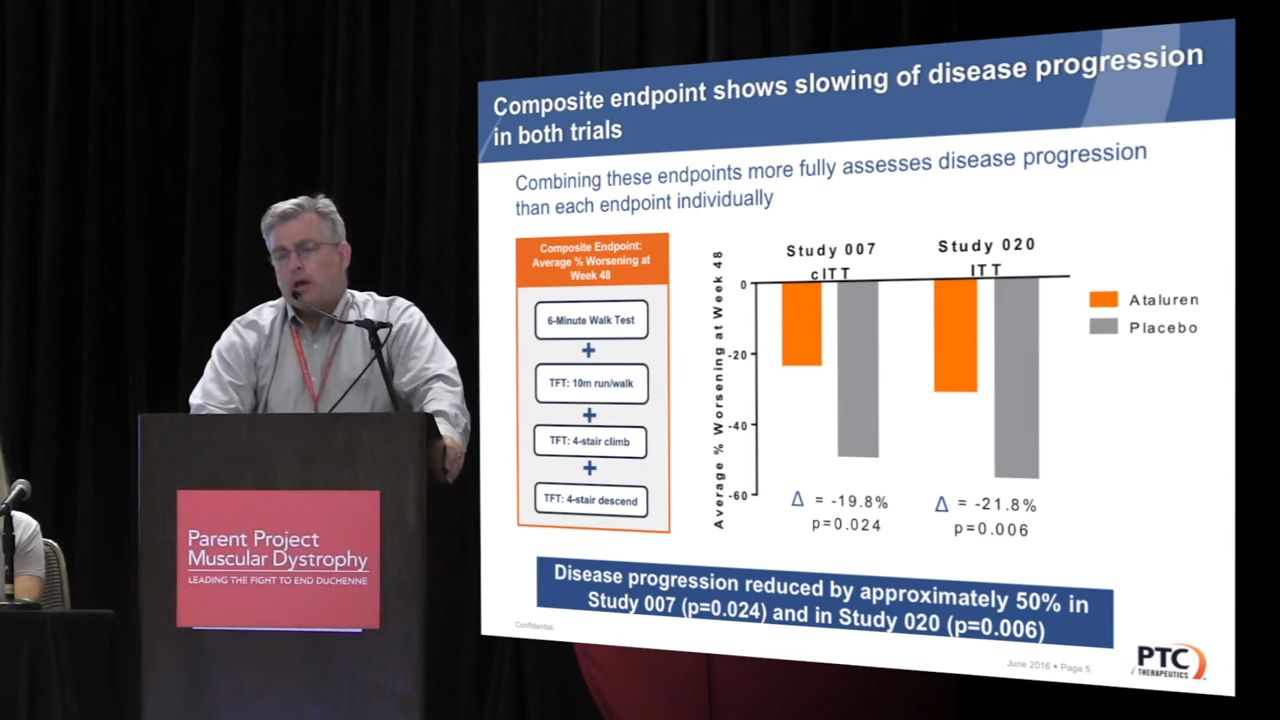 Composite endpoint shows slowing of disease progression
in both trials
Combining these endpoints more fully assesses disease progression
than each endpoint individually
Composite Endpoint:
Average % Worsening at
Week 48
6-Minute Walk Test
+
TFT: 10m run/walk
+
TFT: 4-stair climb
+
TFT: 4-stair descend
Average % Worsening at Week 48
0
-20
-40
-60
Study 007
cITT
Study 020
ITT
Δ = -19.8%
p=0.024
Δ = -21.8%
p=0.006
Ataluren
Placebo
Disease progression reduced by approximately 50% in
Study 007 (p=0.024) and in Study 020 (p=0.006)
Confidential.
June 2016 • Page 5
PTC
THERAPEUTICS
Parent Project
Muscular Dystrophy
LEADING THE FIGHT TO END DUCHENNE